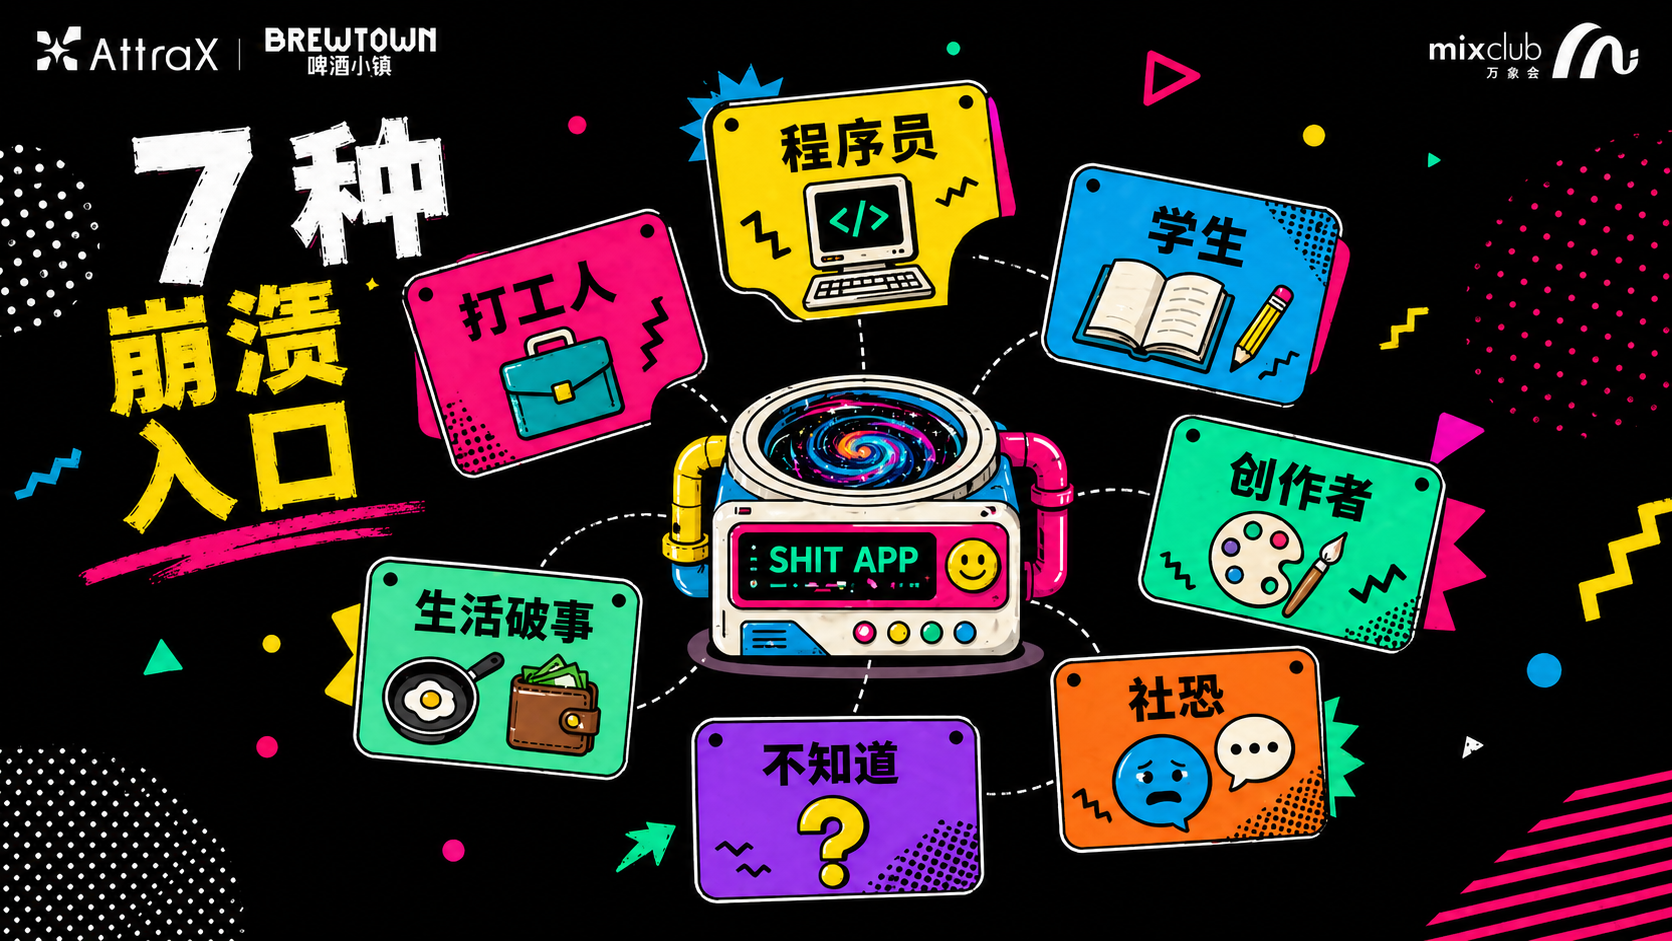 AttraX
BREWTOWN
啤酒小镇
mixclub
万象会
7种
崩溃
入口
程序员
</>
学生
打工人
创作者
SHIT APP
生活破事
社恐
不知道
?